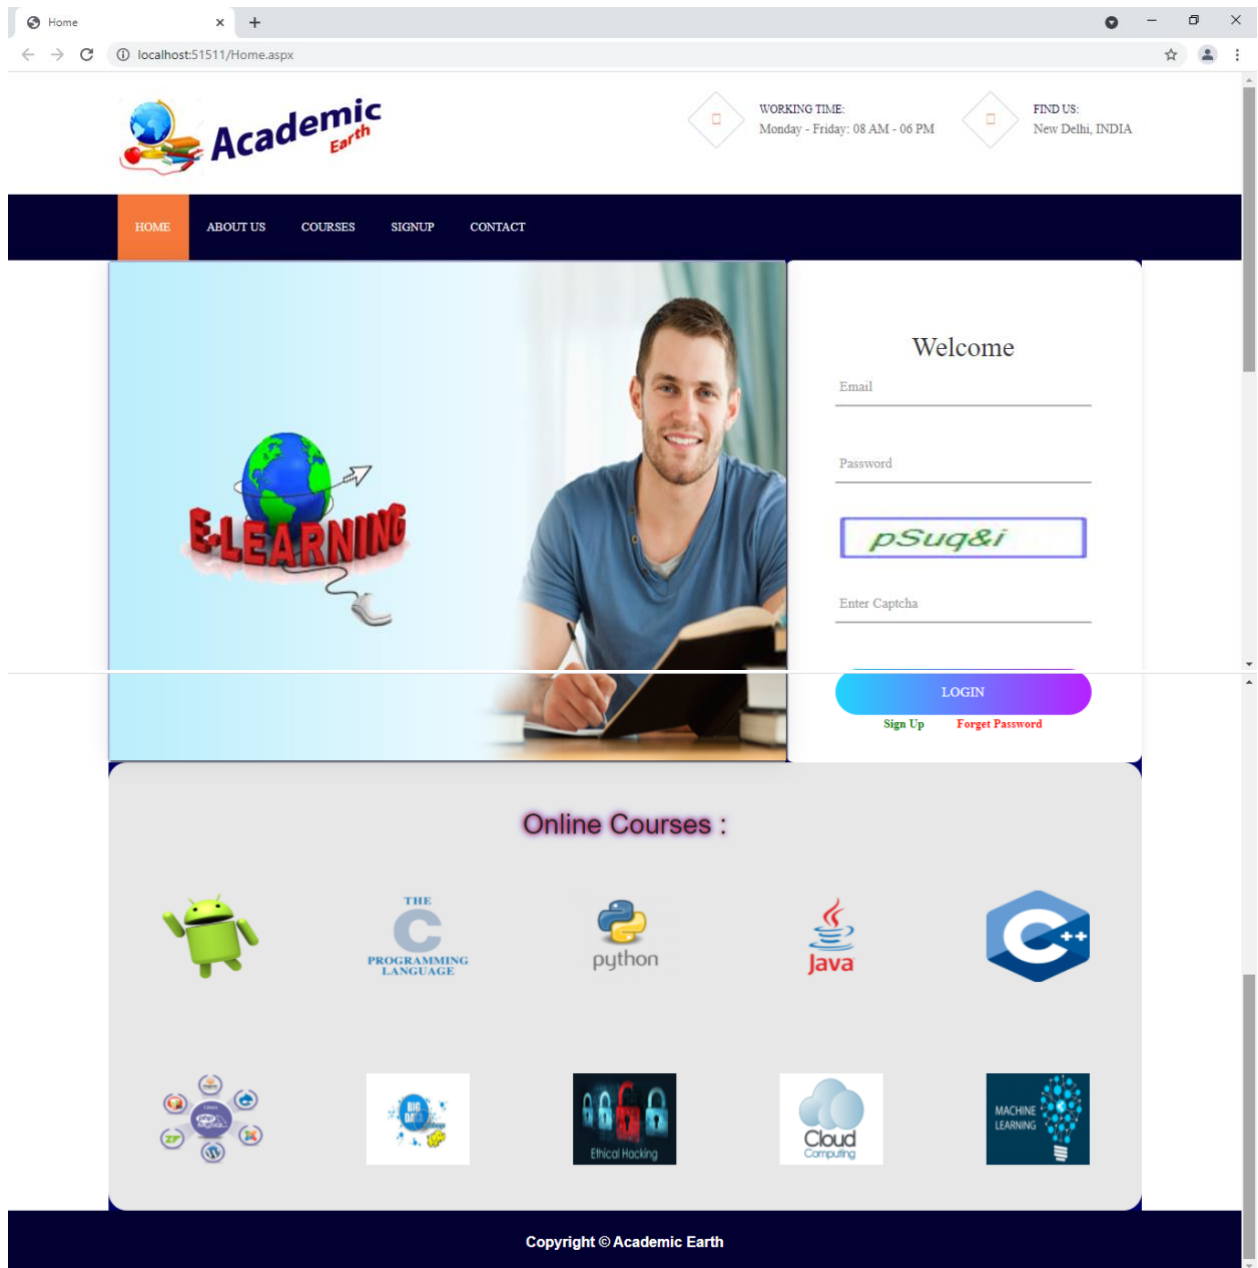 Home
localhost:51511/Home.aspx
Academic
Earth
WORKING TIME:
Monday - Friday: 08 AM - 06 PM
FIND US:
New Delhi, INDIA
HOME ABOUT US COURSES SIGNUP CONTACT
E-LEARNING
Welcome
Email
Password
pSuq&i
Enter Captcha
LOGIN
Sign Up Forget Password
Online Courses :
THE
C
PROGRAMMING
LANGUAGE
python
Java
C++
BIG
DATA
Ethical Hacking
Cloud
Computing
MACHINE
LEARNING
Copyright © Academic Earth